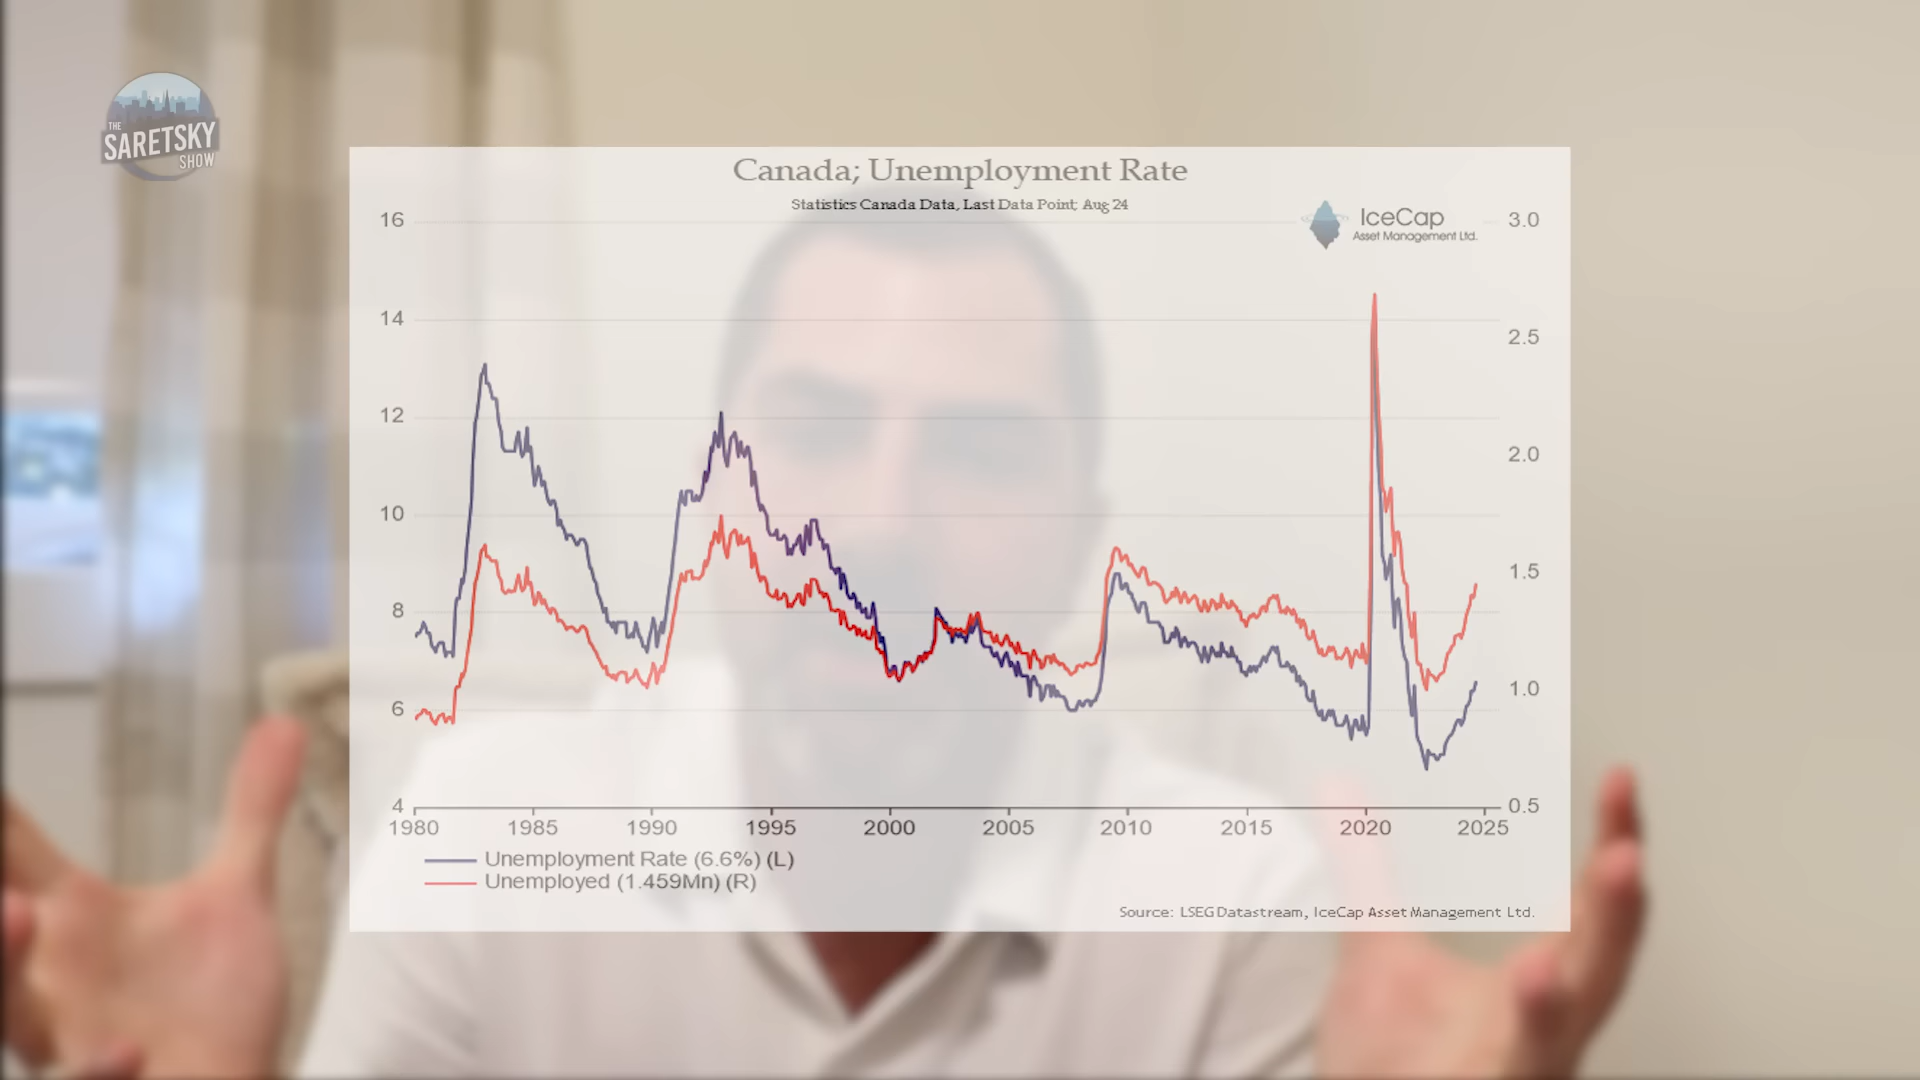 THE
SARETSKY
SHOW
Canada; Unemployment Rate
Statistics Canada Data, Last Data Point; Aug 24
IceCap
Asset Management Ltd.
16
14
12
10
8
6
4
3.0
2.5
2.0
1.5
1.0
0.5
1980 1985 1990 1995 2000 2005 2010 2015 2020 2025
Unemployment Rate (6.6%) (L)
Unemployed (1.459Mn) (R)
Source: LSEG Datastream, IceCap Asset Management Ltd.